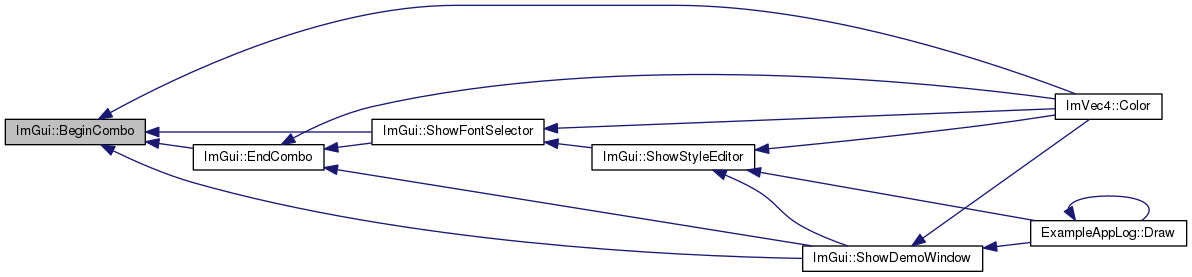 ImGui::BeginCombo
ImGui::EndCombo
ImGui::ShowFontSelector
ImGui::ShowStyleEditor
ImGui::ShowDemoWindow
ImVec4::Color
ExampleAppLog::Draw